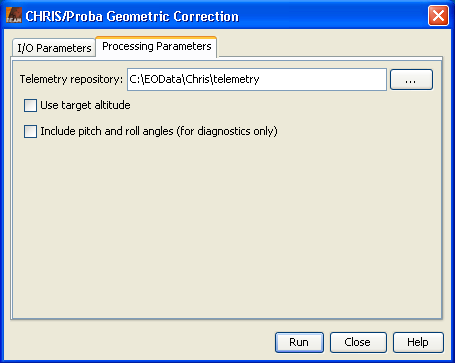 CHRIS/Proba Geometric Correction
I/O Parameters Processing Parameters
Telemetry repository: C:\EOData\Chris\telemetry ...
Use target altitude
Include pitch and roll angles (for diagnostics only)
Run Close Help